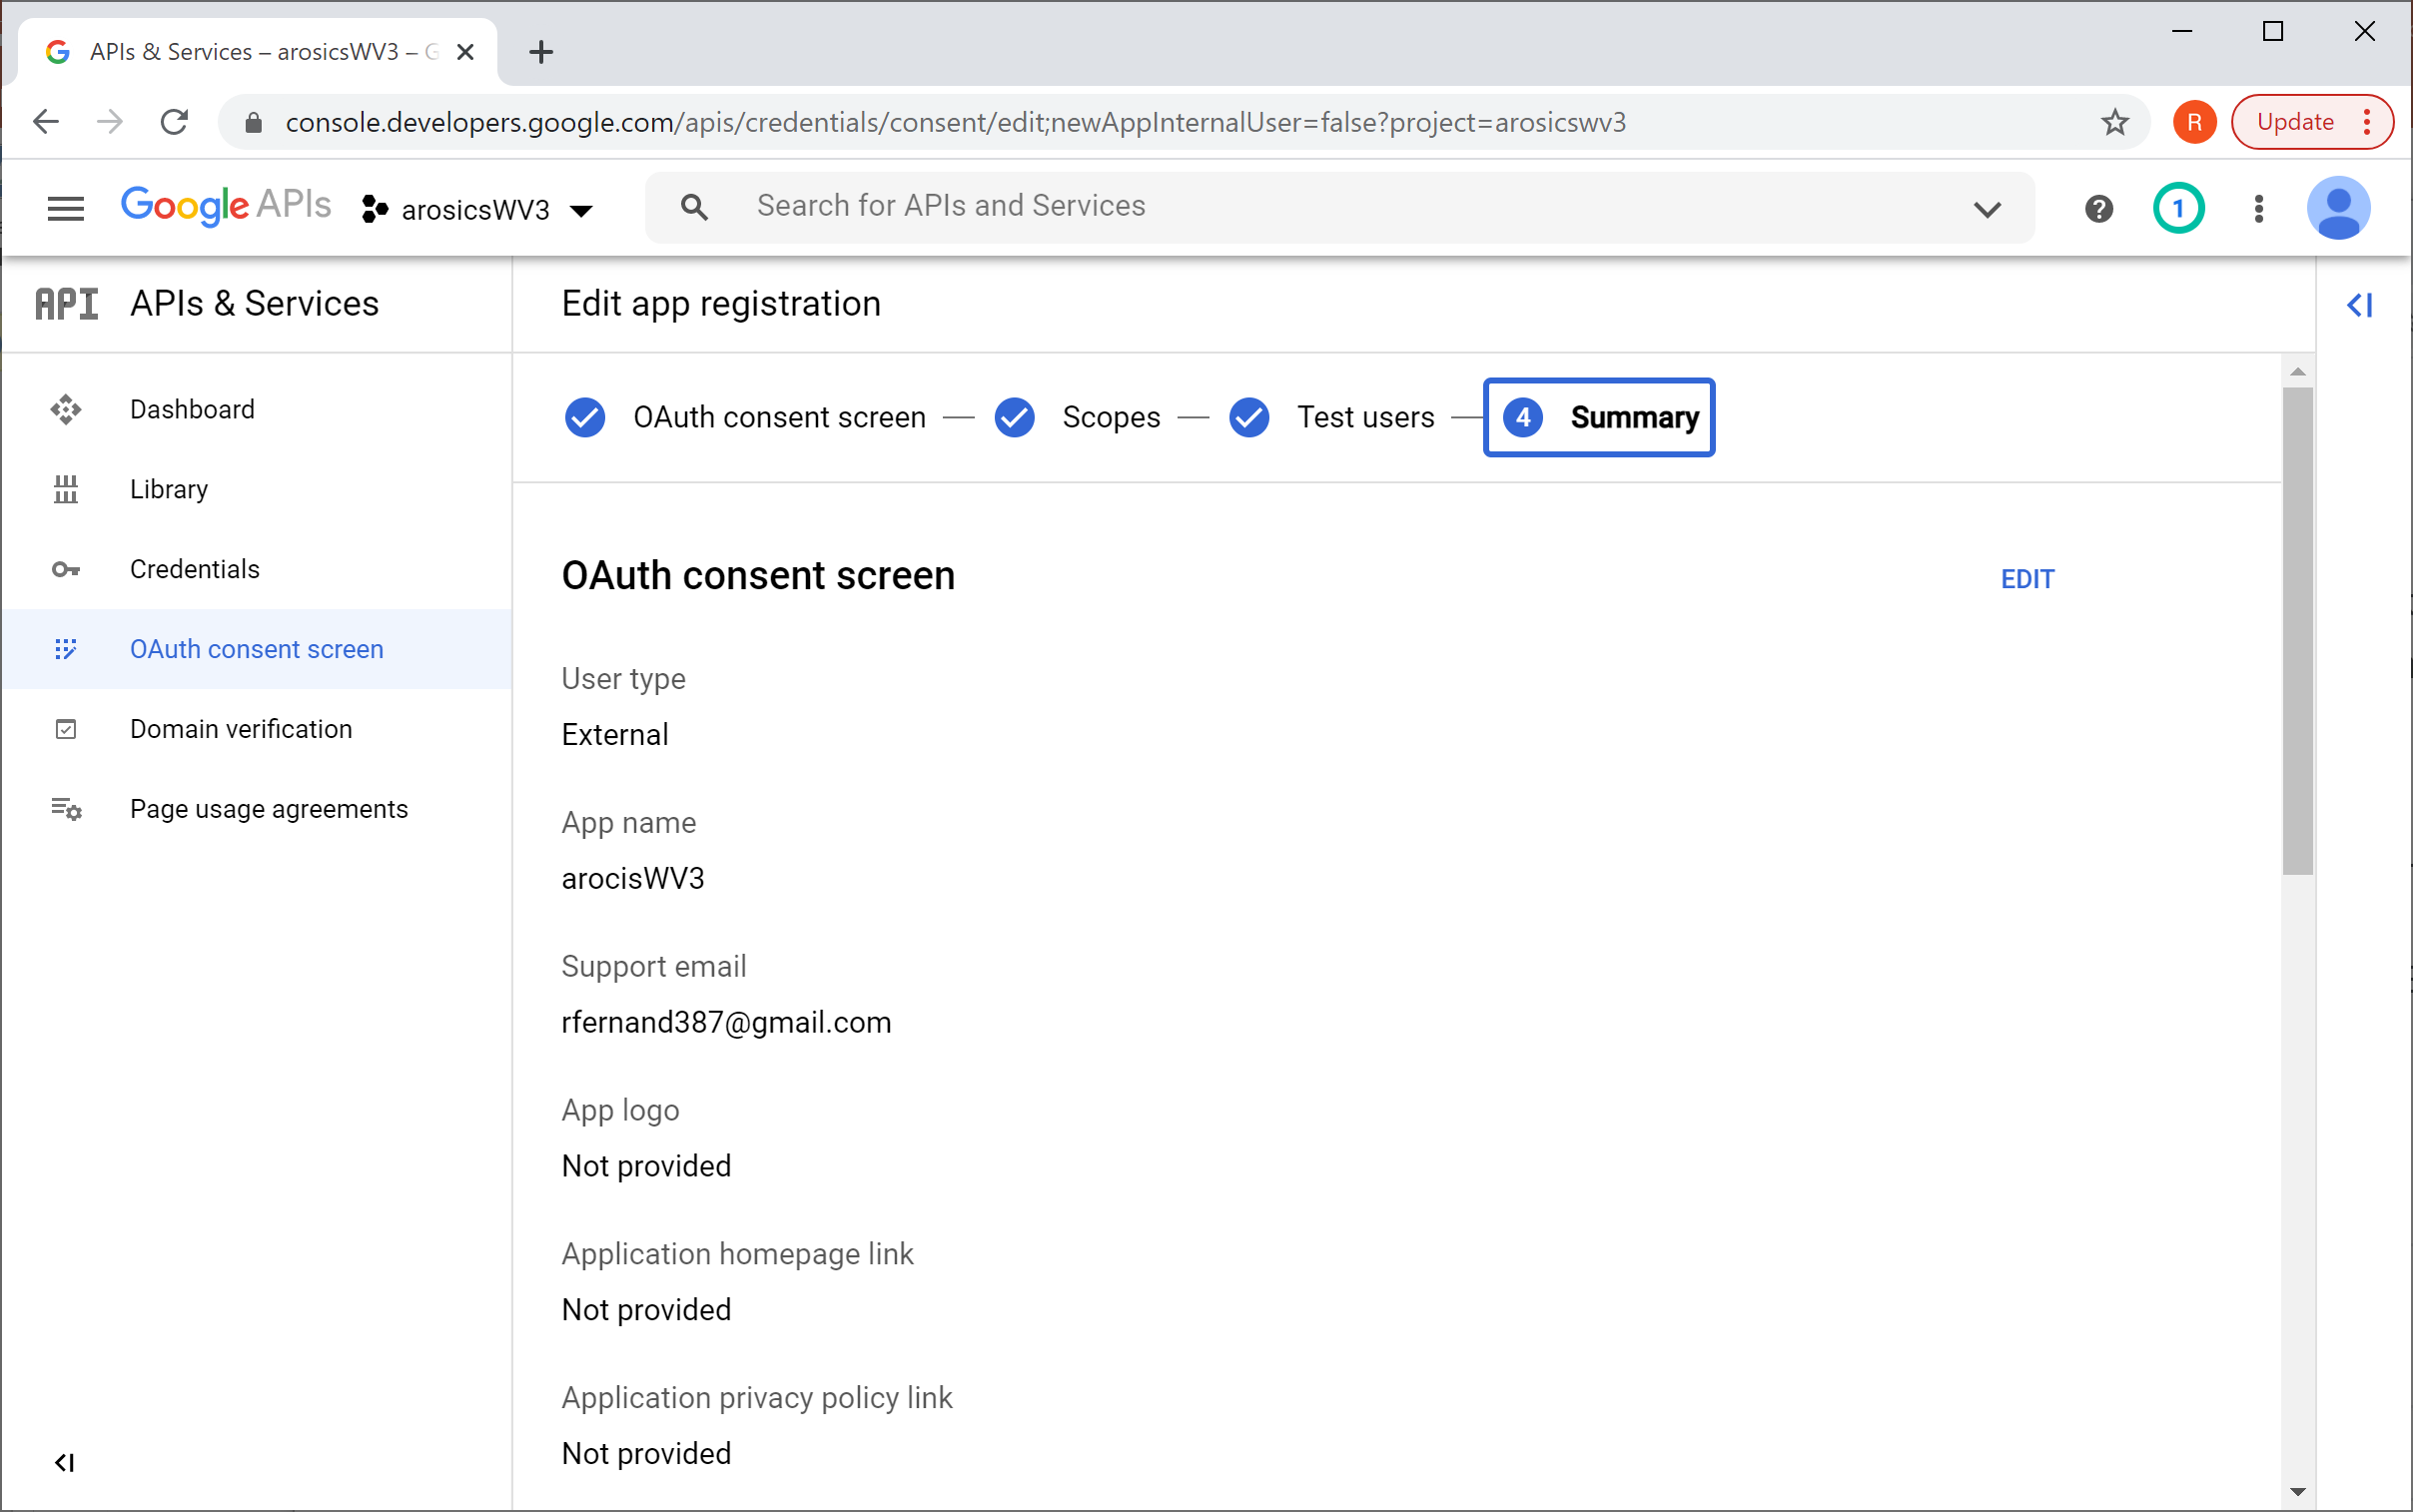 APIs & Services – arosicsWV3 – G
console.developers.google.com/apis/credentials/consent/edit;newAppInternalUser=false?project=arosicswv3
R
Update
Google APIs
arosicsWV3
Search for APIs and Services
?
1
API
APIs & Services
Edit app registration
Dashboard
Library
Credentials
OAuth consent screen
Domain verification
Page usage agreements
OAuth consent screen — Scopes — Test users — 4 Summary
OAuth consent screen
EDIT
User type
External
App name
arocisWV3
Support email
rfernand387@gmail.com
App logo
Not provided
Application homepage link
Not provided
Application privacy policy link
Not provided